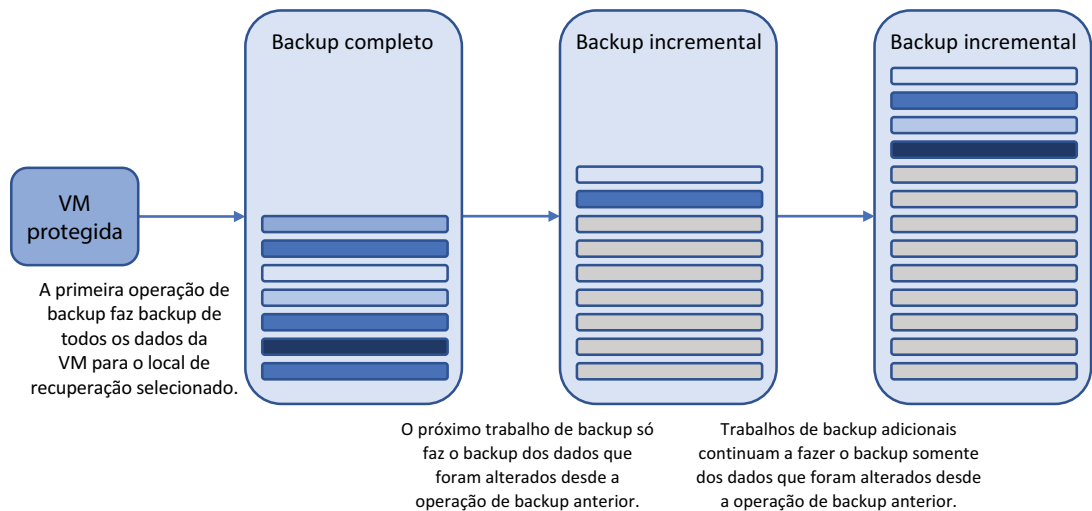 Backup completo
Backup incremental
Backup incremental
VM
protegida
A primeira operação de
backup faz backup de
todos os dados da
VM para o local de
recuperação selecionado.
O próximo trabalho de backup só
faz o backup dos dados que
foram alterados desde a
operação de backup anterior.
Trabalhos de backup adicionais
continuam a fazer o backup somente
dos dados que foram alterados desde
a operação de backup anterior.